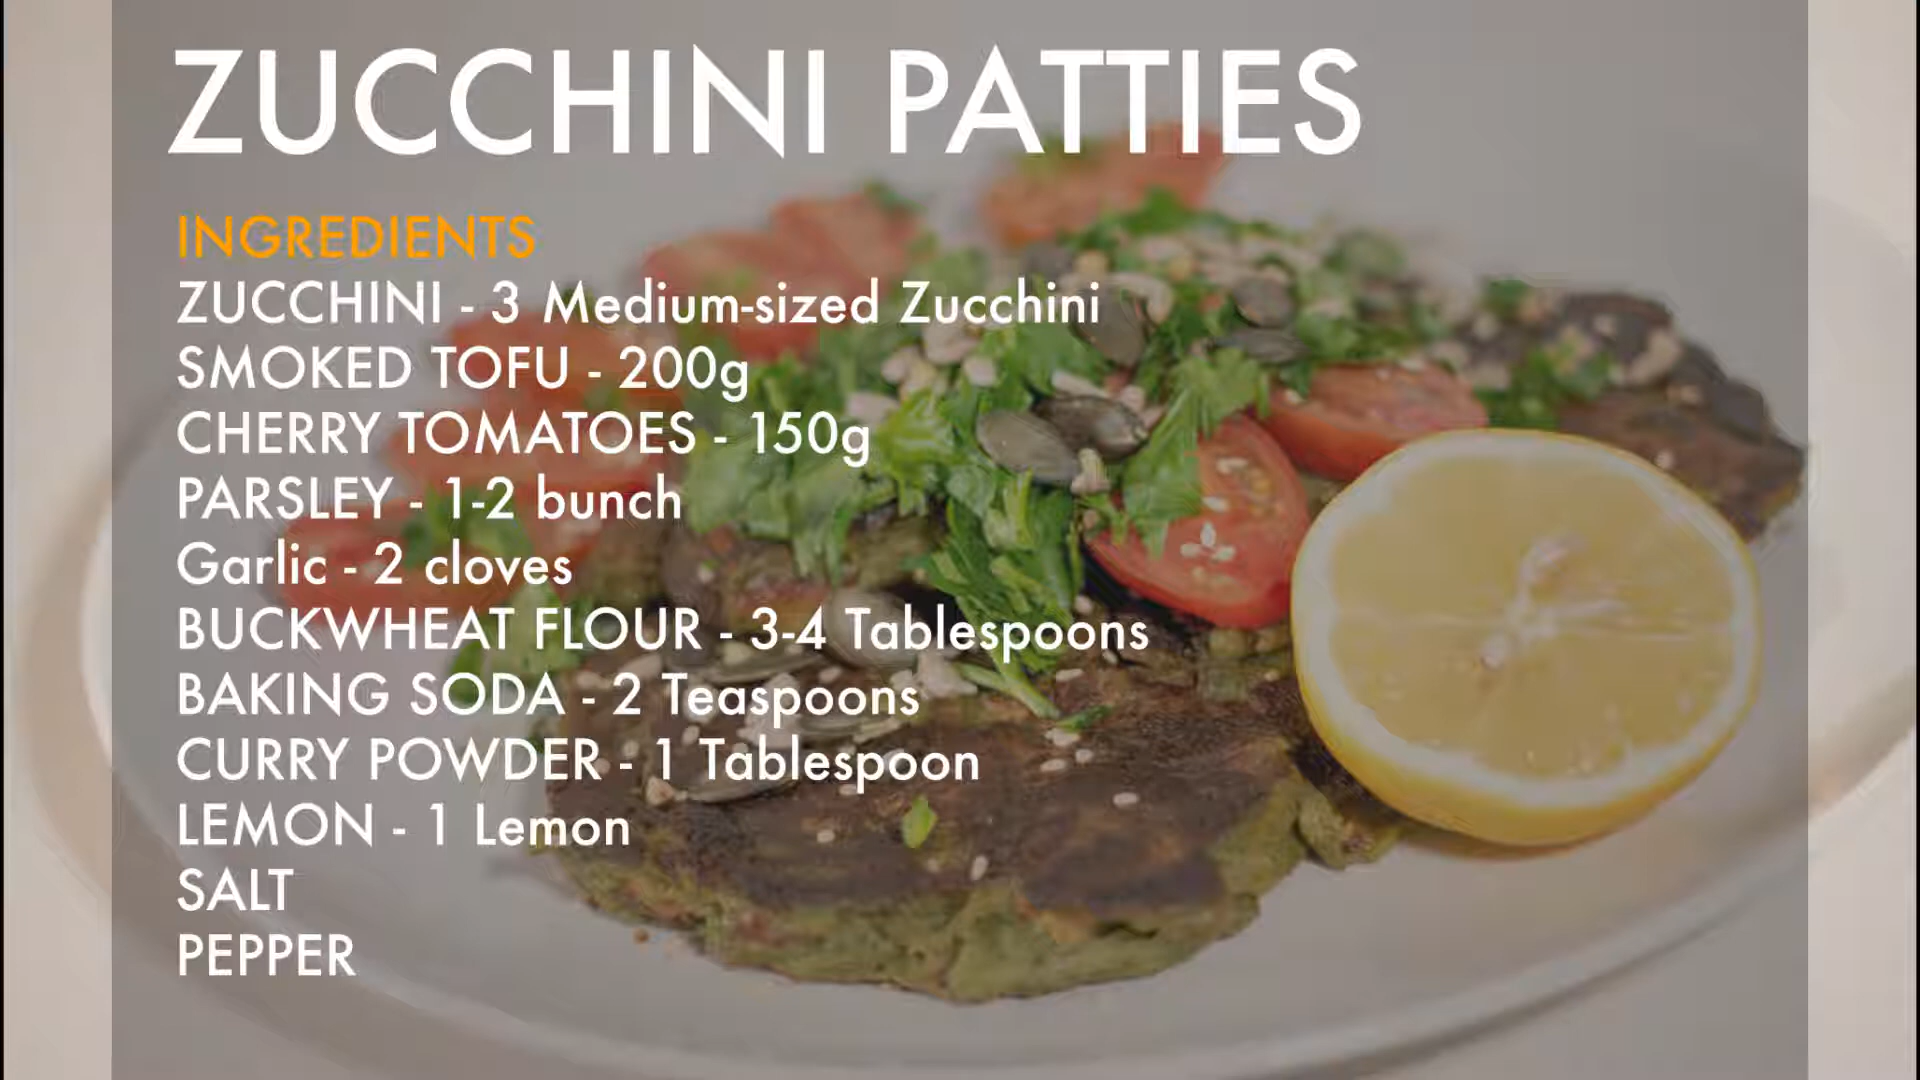 ZUCCHINI PATTIES
INGREDIENTS
ZUCCHINI - 3 Medium-sized Zucchini
SMOKED TOFU - 200g
CHERRY TOMATOES - 150g
PARSLEY - 1-2 bunch
Garlic - 2 cloves
BUCKWHEAT FLOUR - 3-4 Tablespoons
BAKING SODA - 2 Teaspoons
CURRY POWDER - 1 Tablespoon
LEMON - 1 Lemon
SALT
PEPPER